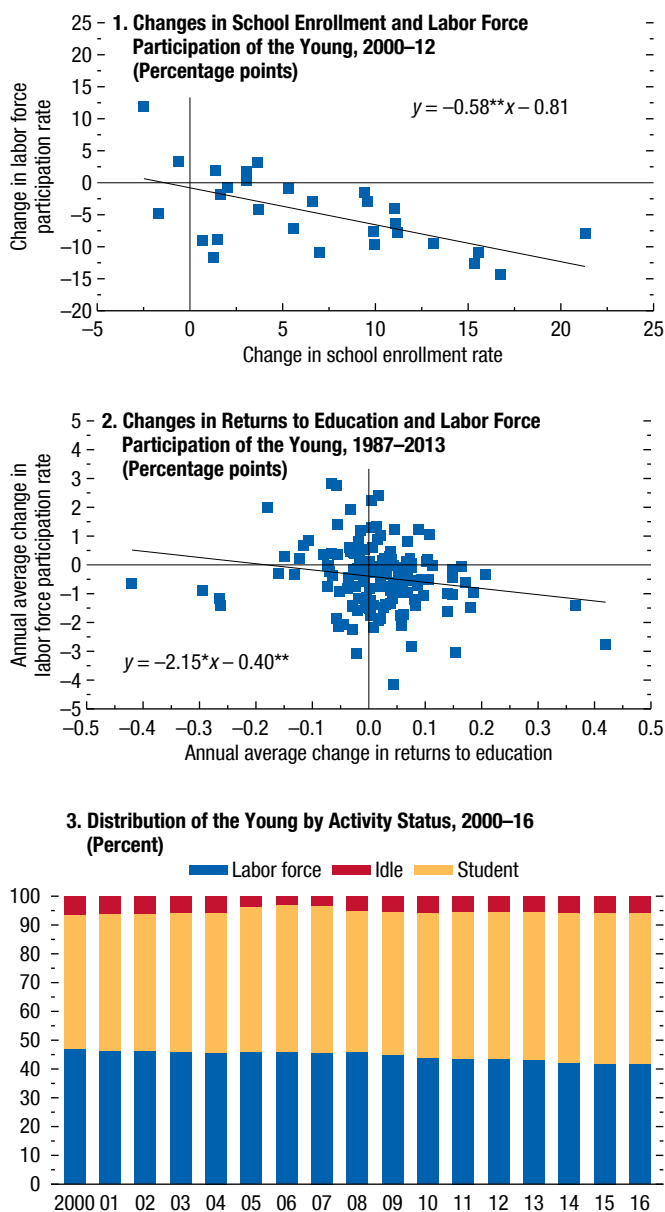 1. Changes in School Enrollment and Labor Force
Participation of the Young, 2000–12
(Percentage points)
y = –0.58**x – 0.81
Change in labor force
participation rate
25
20
15
10
5
0
–5
–10
–15
–20
–5 0 5 10 15 20 25
Change in school enrollment rate
2. Changes in Returns to Education and Labor Force
Participation of the Young, 1987–2013
(Percentage points)
Annual average change in
labor force participation rate
5
4
3
2
1
0
–1
–2
–3
–4
–5
y = –2.15*x – 0.40**
–0.5 –0.4 –0.3 –0.2 –0.1 0.0 0.1 0.2 0.3 0.4 0.5
Annual average change in returns to education
3. Distribution of the Young by Activity Status, 2000–16
(Percent)
Labor force Idle Student
100
90
80
70
60
50
40
30
20
10
0
2000 01 02 03 04 05 06 07 08 09 10 11 12 13 14 15 16